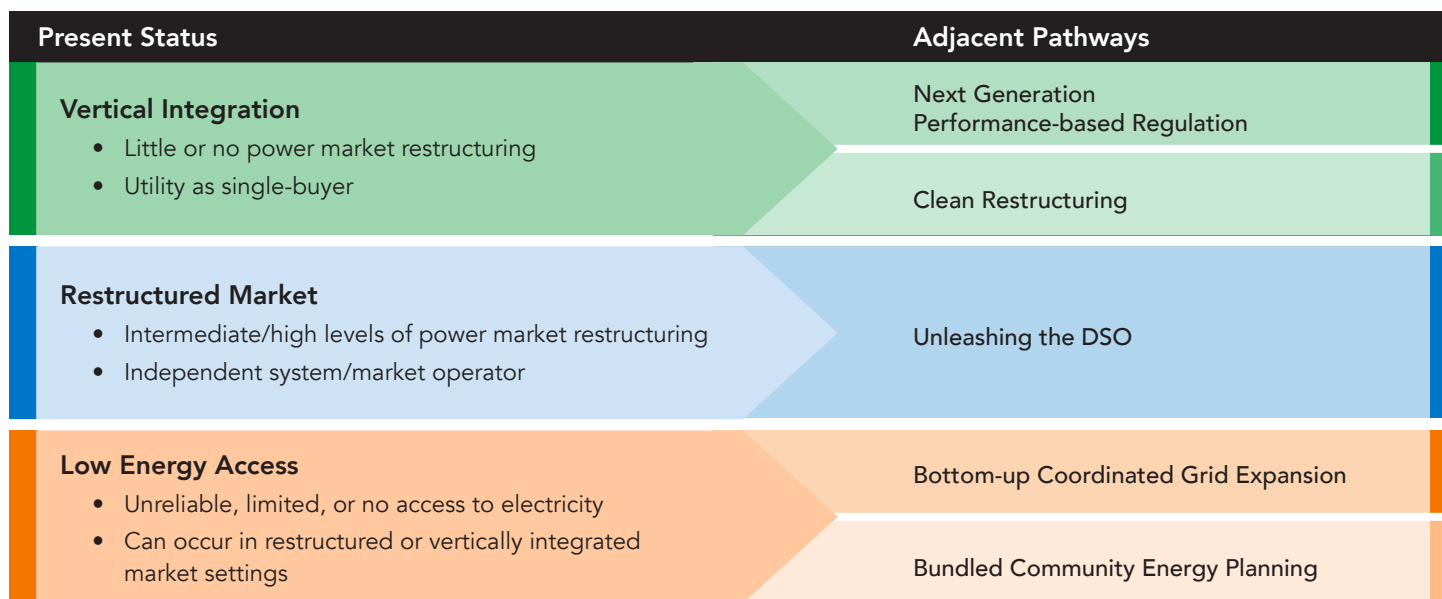 Present Status
Adjacent Pathways
Vertical Integration
• Little or no power market restructuring
• Utility as single-buyer
Next Generation
Performance-based Regulation
Clean Restructuring
Restructured Market
• Intermediate/high levels of power market restructuring
• Independent system/market operator
Unleashing the DSO
Low Energy Access
• Unreliable, limited, or no access to electricity
• Can occur in restructured or vertically integrated
market settings
Bottom-up Coordinated Grid Expansion
Bundled Community Energy Planning